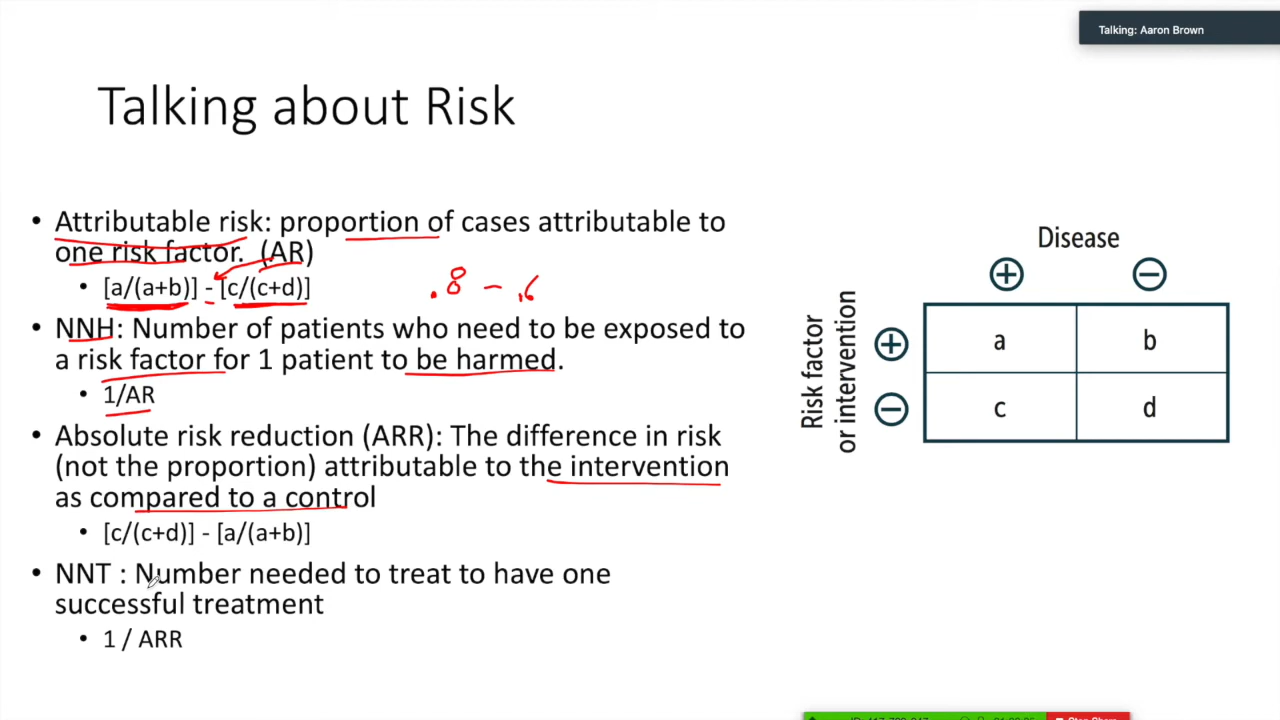 Talking: Aaron Brown
Talking about Risk
• Attributable risk: proportion of cases attributable to
one risk factor. (AR)
• [a/(a+b)] - [c/(c+d)]
.8 - .6
• NNH: Number of patients who need to be exposed to
a risk factor for 1 patient to be harmed.
• 1/AR
• Absolute risk reduction (ARR): The difference in risk
(not the proportion) attributable to the intervention
as compared to a control
• [c/(c+d)] - [a/(a+b)]
• NNT : Number needed to treat to have one
successful treatment
• 1 / ARR
Disease
+ −
Risk factor
or intervention
+ a b
− c d